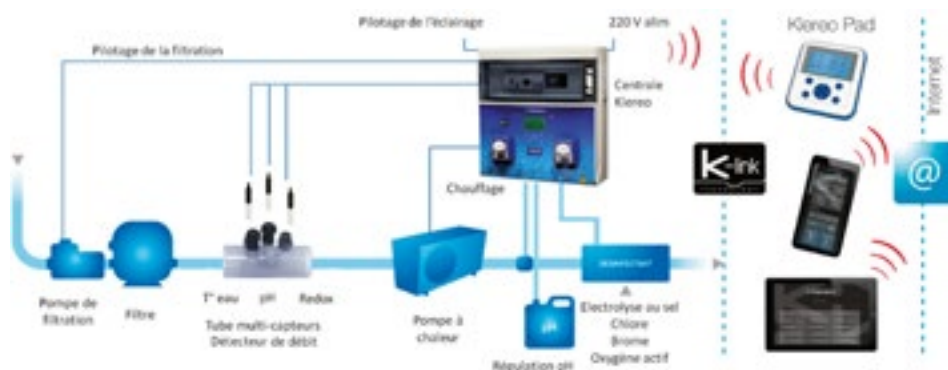 Pilotage de l'éclairage
220 V alim
Pilotage de la filtration
Klereo Pad
Internet
Centrale
Klereo
K-link
@
Chauffage
DESINFECTANT
T° eau
pH
Redox
Pompe de
filtration
Filtre
Tube multi-capteurs
Détecteur de débit
Pompe à
chaleur
pH
Régulation pH
Electrolyse au sel
Chlore
Brome
Oxygène actif